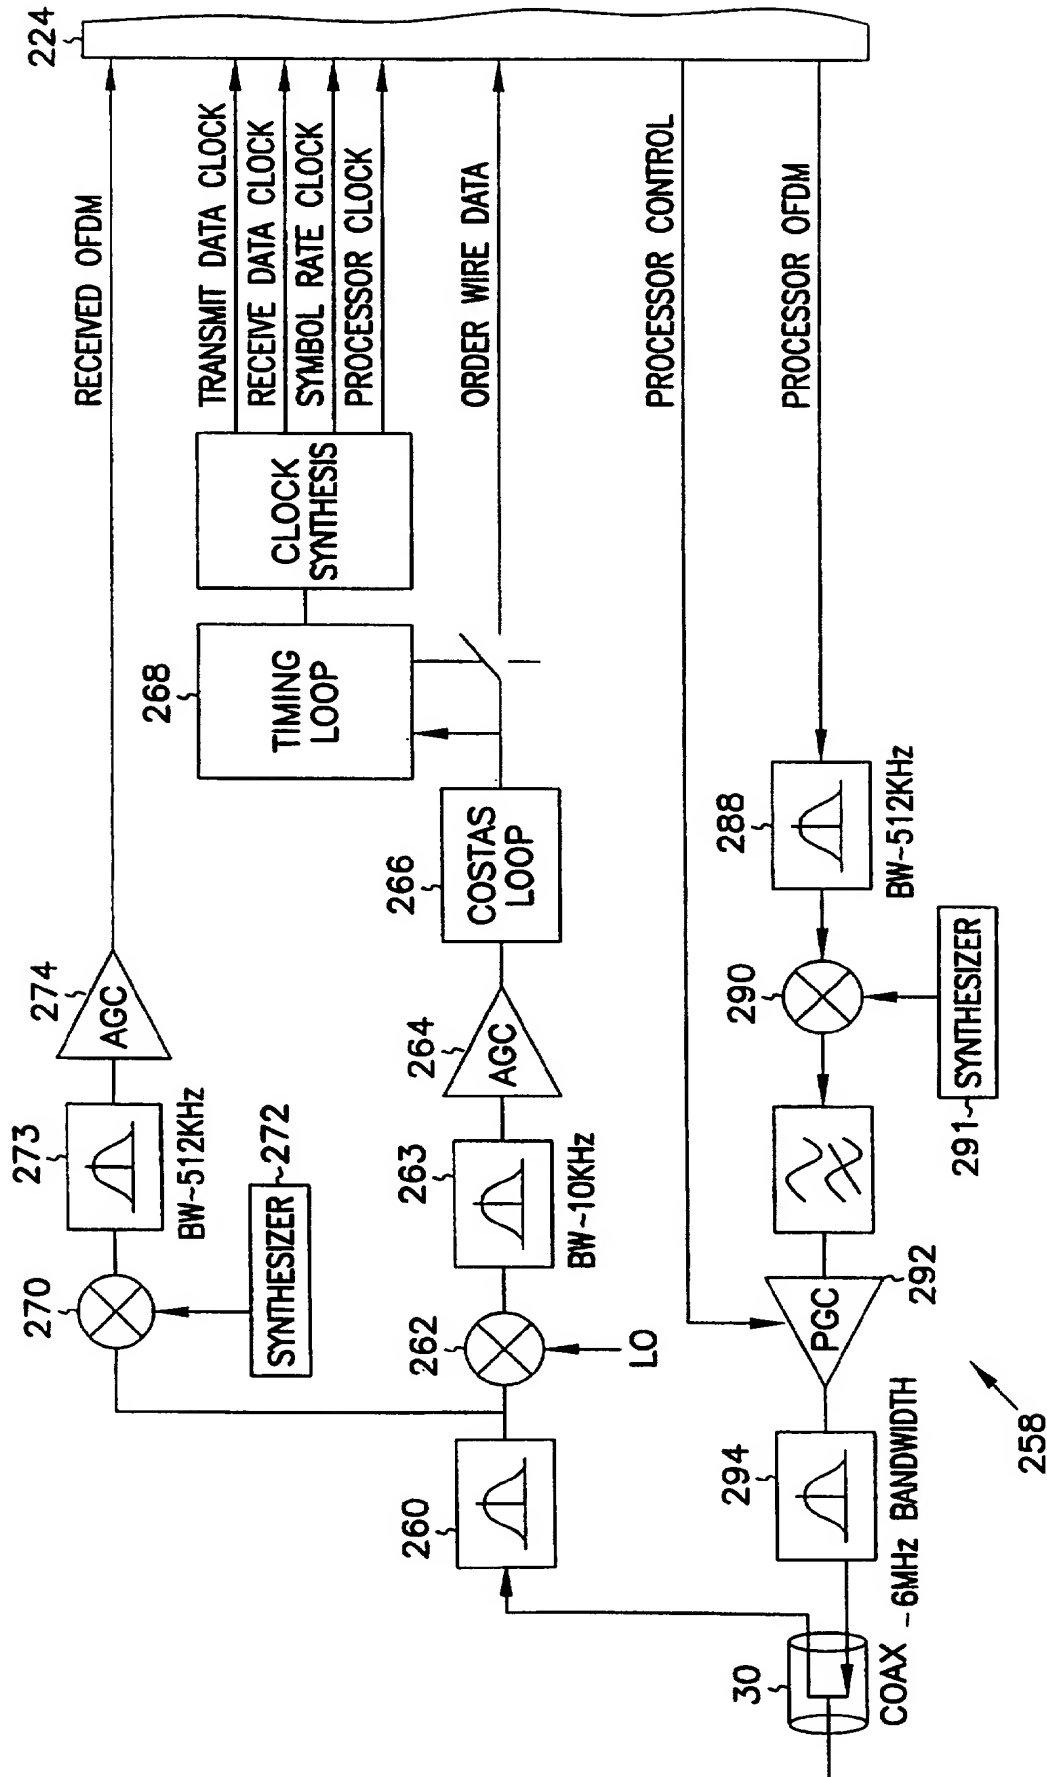 224
RECEIVED OFDM
TRANSMIT DATA CLOCK
RECEIVE DATA CLOCK
SYMBOL RATE CLOCK
PROCESSOR CLOCK
ORDER WIRE DATA
PROCESSOR CONTROL
PROCESSOR OFDM
CLOCK
SYNTHESIS
268
TIMING
LOOP
274
AGC
273
BW~512KHz
270
SYNTHESIZER
272
266
COSTAS
LOOP
264
AGC
263
BW~10KHz
262
LO
260
288
BW~512KHz
290
291
SYNTHESIZER
292
PGC
294
~6MHz BANDWIDTH
30
COAX
258